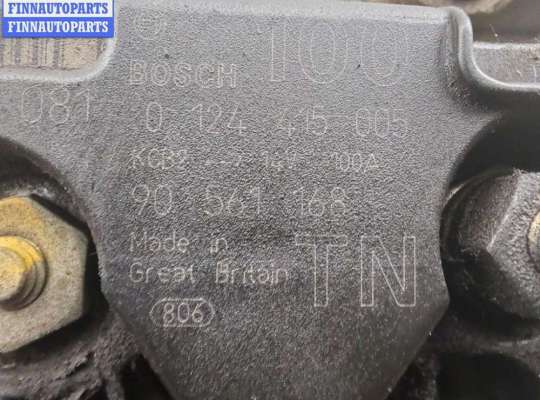 FINNAUTOPARTS
FINNAUTOPARTS
100
BOSCH
081
0 124 415 005
KCB2 --> 14V 100A
90 561 168
Made in
Great Britain
TN
806